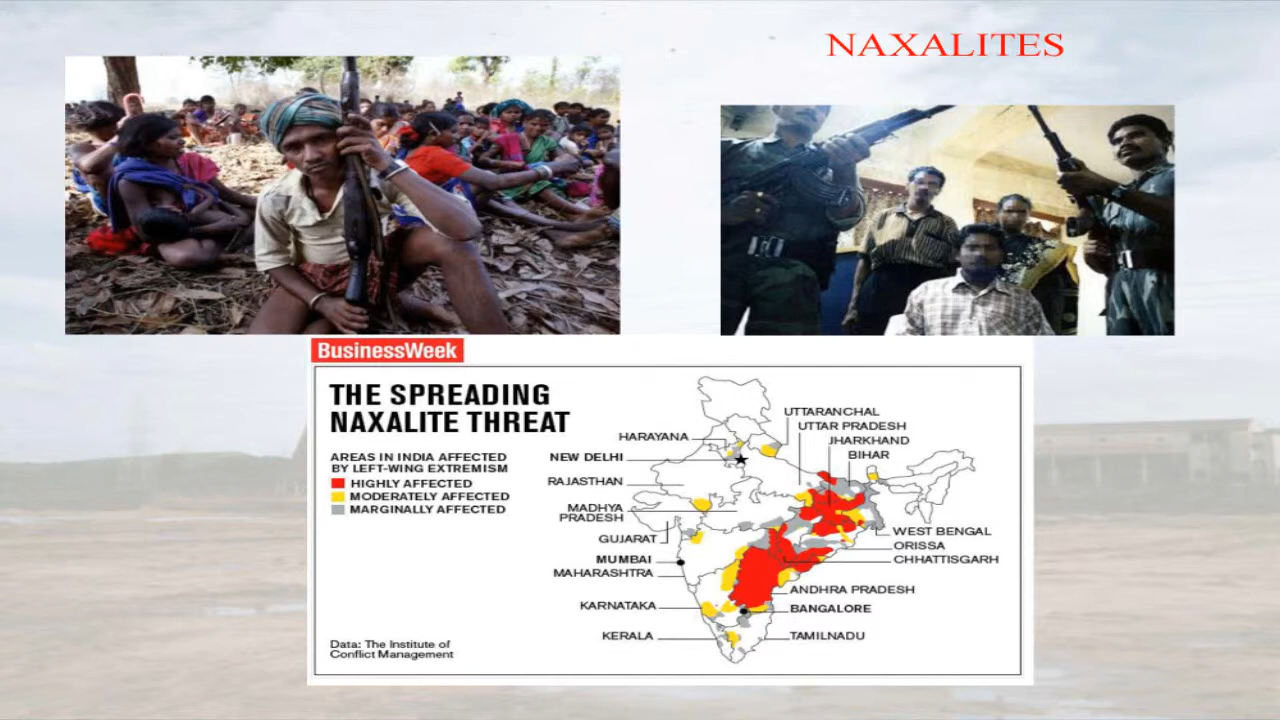 NAXALITES
BusinessWeek
THE SPREADING
NAXALITE THREAT
AREAS IN INDIA AFFECTED
BY LEFT-WING EXTREMISM
HIGHLY AFFECTED
MODERATELY AFFECTED
MARGINALLY AFFECTED
UTTARANCHAL
UTTAR PRADESH
HARAYANA
JHARKHAND
NEW DELHI
BIHAR
RAJASTHAN
MADHYA
PRADESH
WEST BENGAL
GUJARAT
ORISSA
MUMBAI
CHHATTISGARH
MAHARASHTRA
ANDHRA PRADESH
KARNATAKA
BANGALORE
KERALA
TAMILNADU
Data: The Institute of
Conflict Management